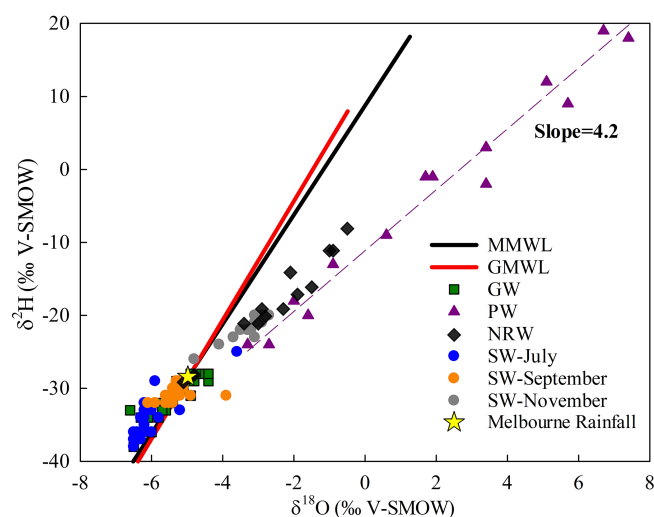 20
10
0
-10
-20
-30
-40
δ²H (‰ V-SMOW)
Slope=4.2
MMWL
GMWL
GW
PW
NRW
SW-July
SW-September
SW-November
Melbourne Rainfall
-8 -6 -4 -2 0 2 4 6 8
δ¹⁸O (‰ V-SMOW)